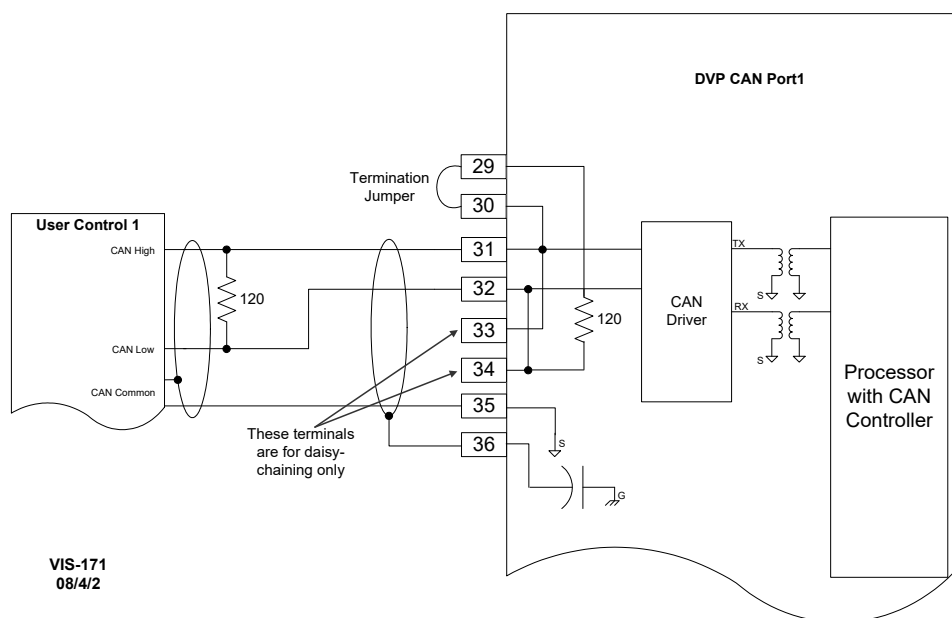 DVP CAN Port1
Termination
Jumper
29
30
31
32
33
34
35
36
User Control 1
CAN High
120
CAN Low
CAN Common
These terminals
are for daisy-
chaining only
120
CAN
Driver
TX
RX
S
S
S
G
Processor
with CAN
Controller
VIS-171
08/4/2